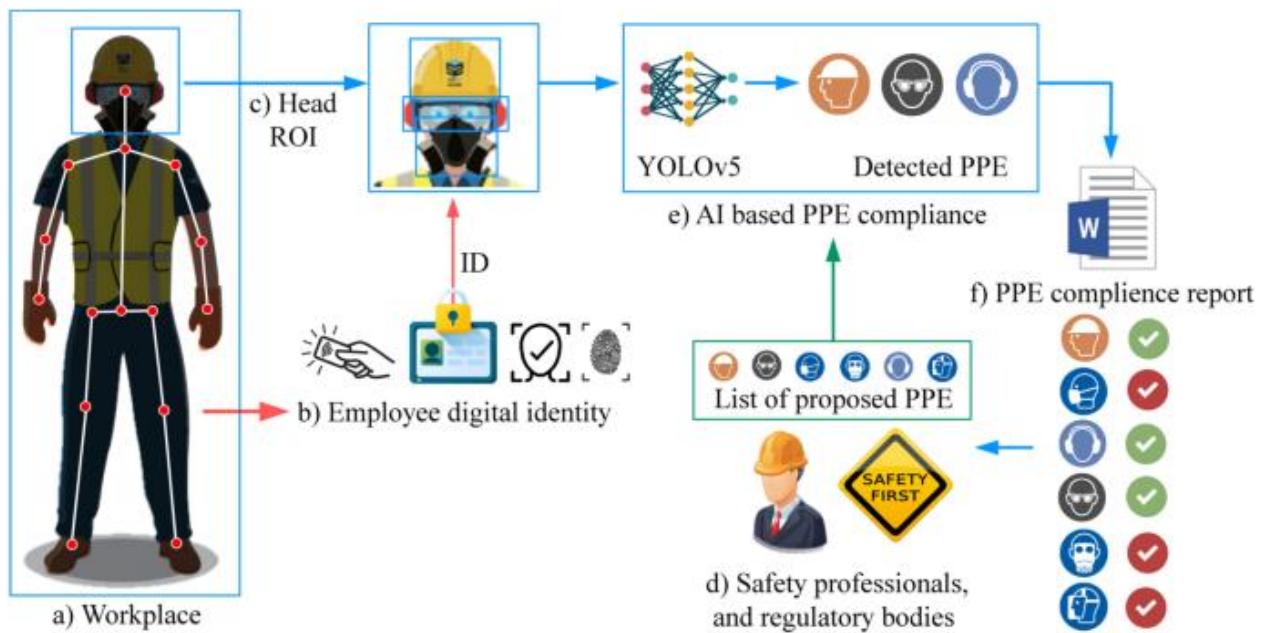 c) Head
ROI
YOLOv5
Detected PPE
e) AI based PPE compliance
W
f) PPE complience report
ID
b) Employee digital identity
List of proposed PPE
SAFETY
FIRST
d) Safety professionals,
and regulatory bodies
a) Workplace